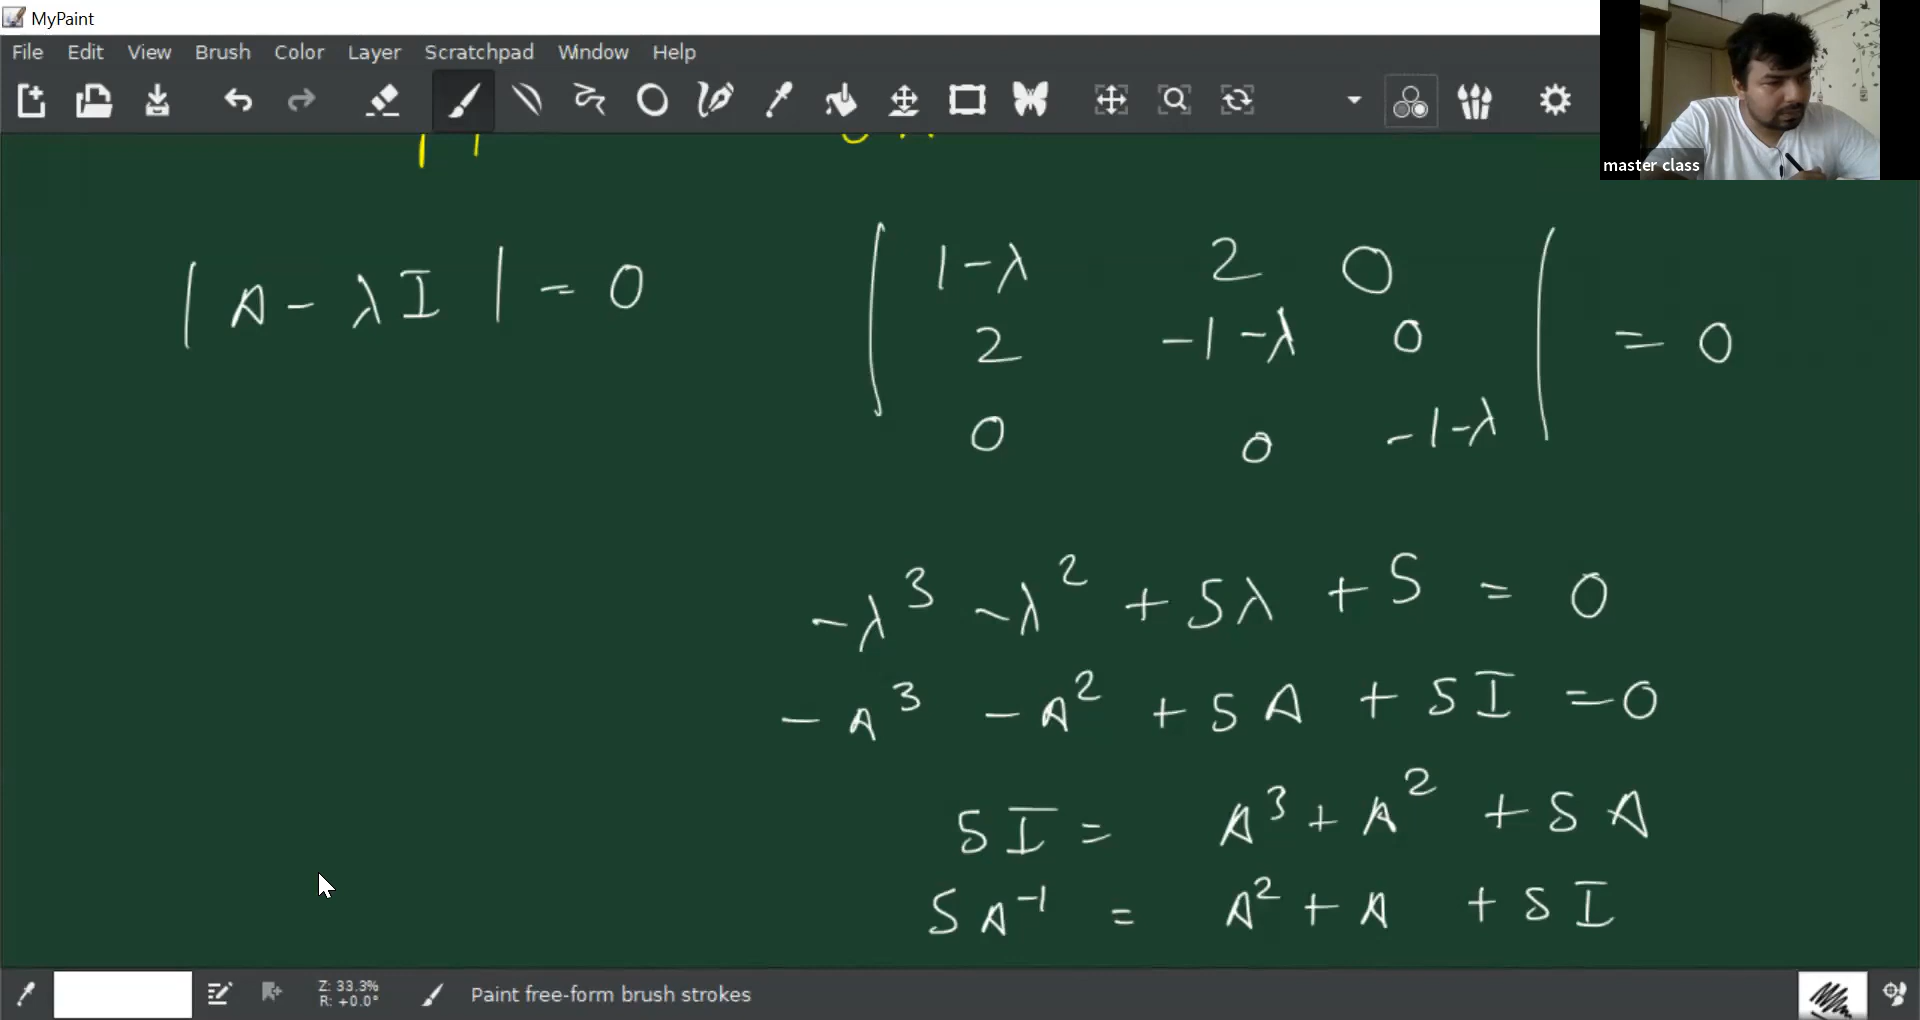 MyPaint
File Edit View Brush Color Layer Scratchpad Window Help
master class
| A - λI | = 0
| 1-λ 2 0 |
| 2 -1-λ 0 | = 0
| 0 0 -1-λ |
-λ³ -λ² + 5λ + 5 = 0
-A³ -A² + 5A + 5I = 0
5I = A³ + A² + 5A
5A⁻¹ = A² + A + 5I
Z: 33.3%
R: +0.0°
Paint free-form brush strokes